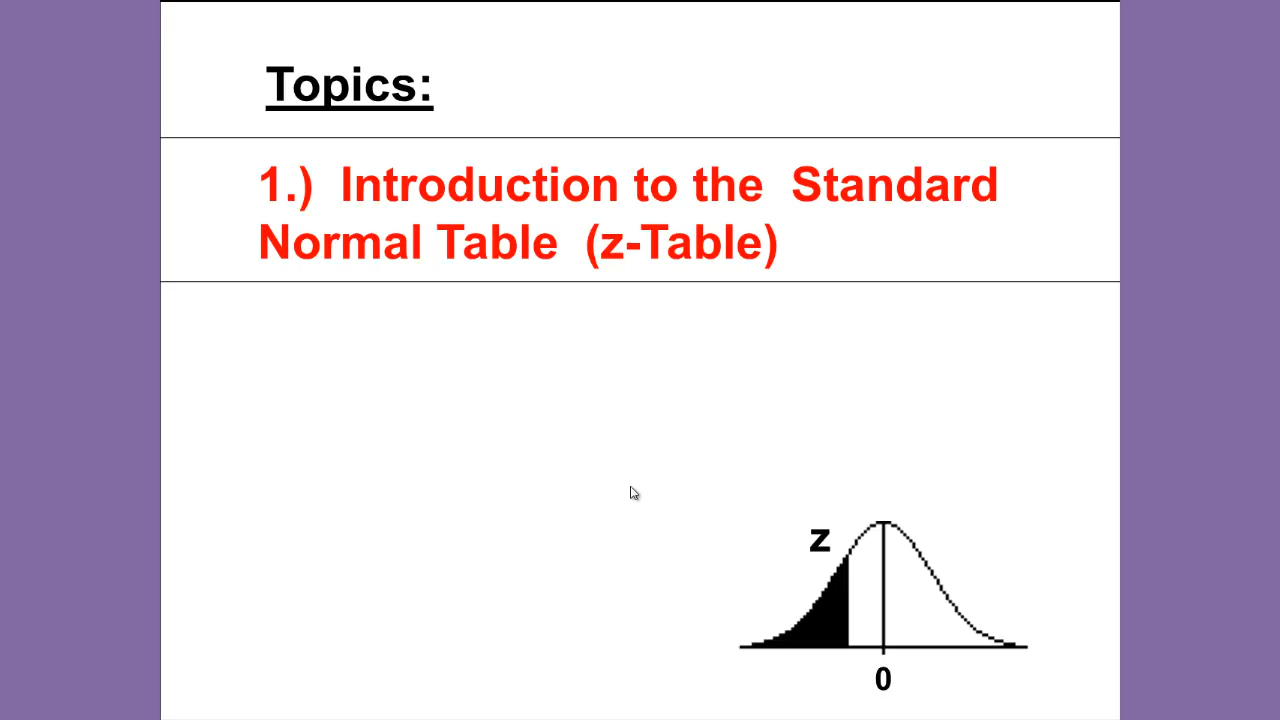 Topics:
1.)  Introduction to the  Standard
Normal Table  (z-Table)
z
0